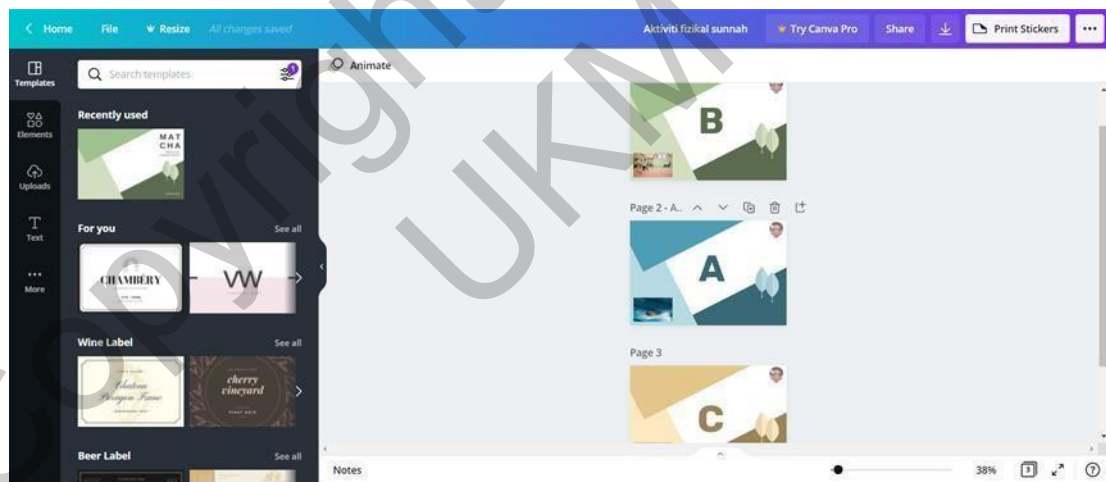 Home File Resize All changes saved Aktiviti fizikal sunnah Try Canva Pro Share Print Stickers
Templates
Search templates
1
Animate
Elements
Uploads
Text
More
Recently used
MAT
CHA
For you See all
CHAMBÉRY
VW
Wine Label See all
cherry
vineyard
Beer Label See all
B
Page 2 - A..
A
Page 3
C
Notes 38% 3
Copyright
UKM